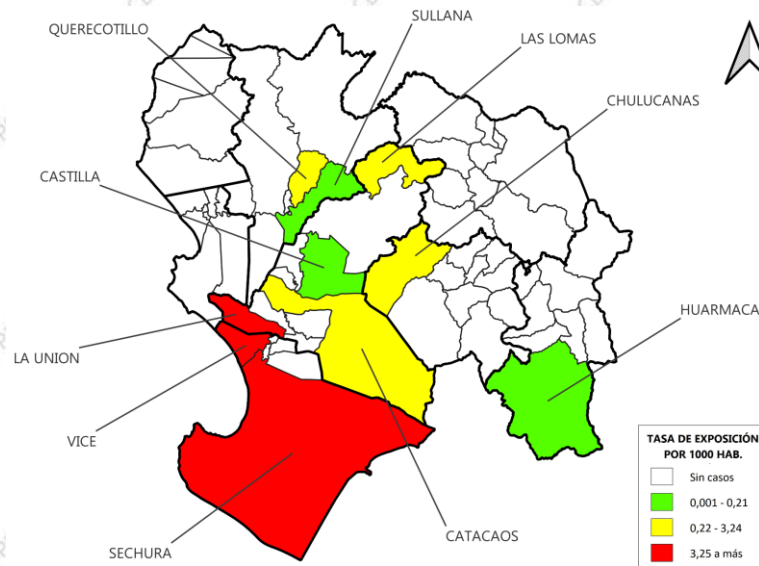 SULLANA
QUERECOTILLO
LAS LOMAS
CHULUCANAS
CASTILLA
HUARMACA
LA UNION
VICE
CATACAOS
SECHURA
TASA DE EXPOSICIÓN
POR 1000 HAB.
Sin casos
0,001 - 0,21
0,22 - 3,24
3,25 a más